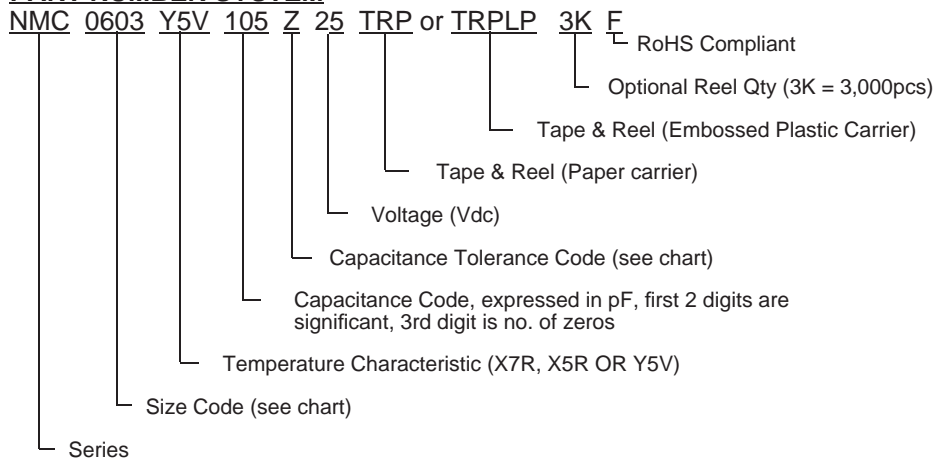 PART NUMBER SYSTEM
NMC 0603 Y5V 105 Z 25 TRP or TRPLP 3K F
RoHS Compliant
Optional Reel Qty (3K = 3,000pcs)
Tape & Reel (Embossed Plastic Carrier)
Tape & Reel (Paper carrier)
Voltage (Vdc)
Capacitance Tolerance Code (see chart)
Capacitance Code, expressed in pF, first 2 digits are
significant, 3rd digit is no. of zeros
Temperature Characteristic (X7R, X5R OR Y5V)
Size Code (see chart)
Series